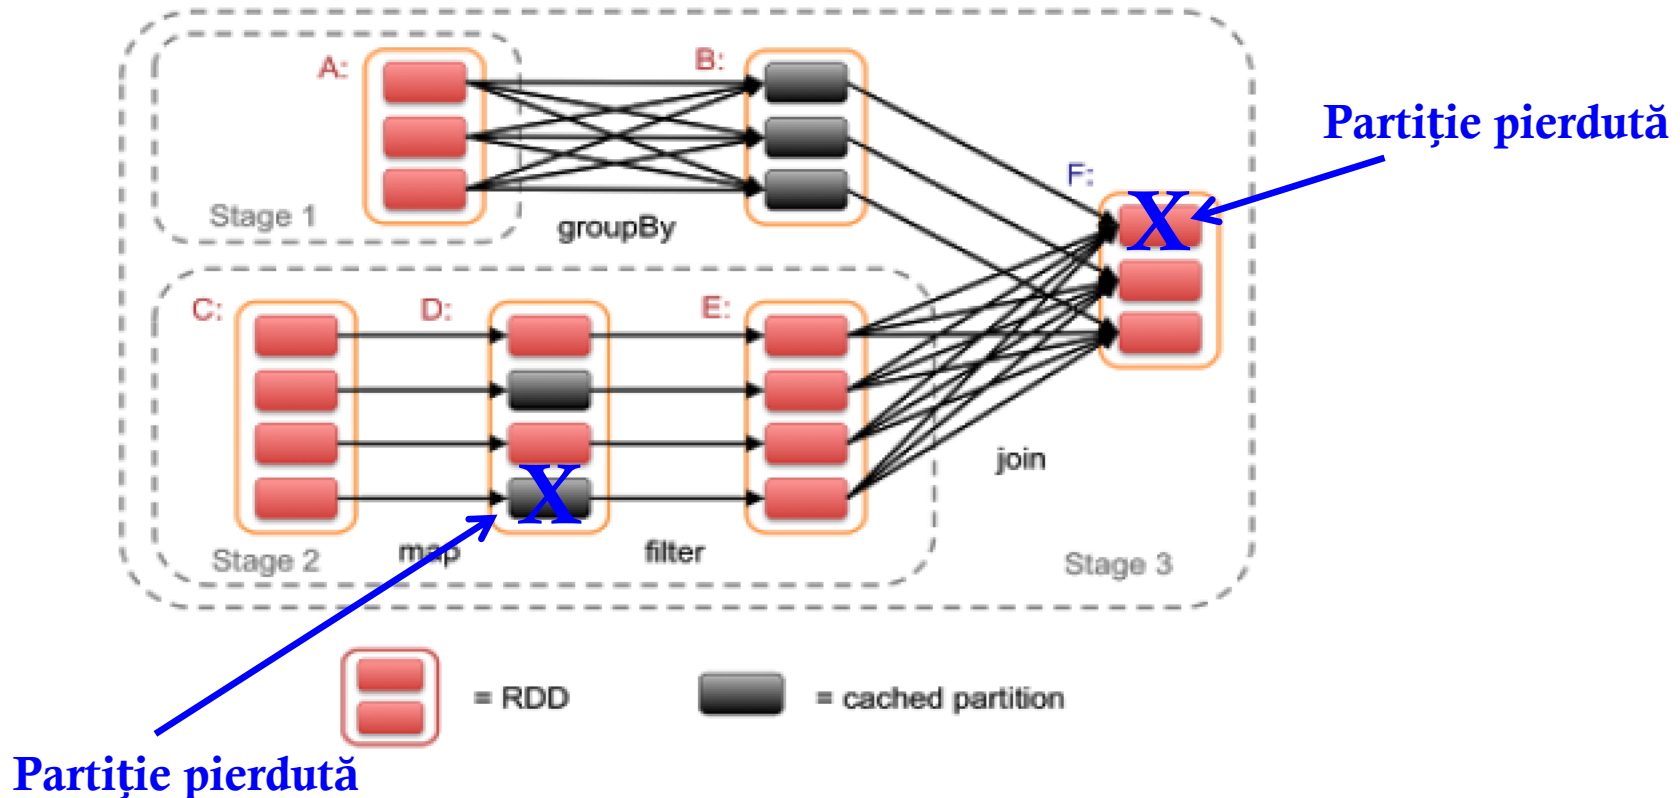 A:
B:
Partiție pierdută
F:
X
Stage 1
groupBy
C:
D:
E:
join
X
Stage 2
map
filter
Stage 3
= RDD
= cached partition
Partiție pierdută